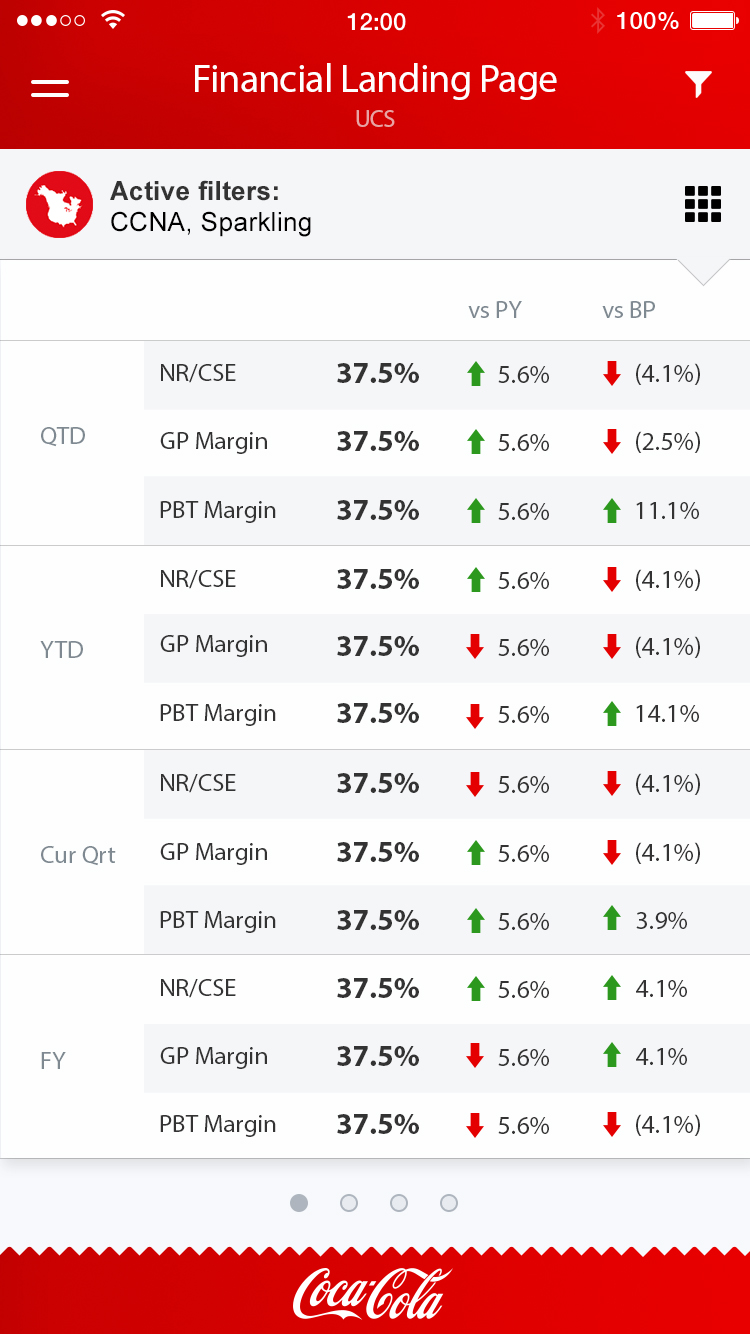 12:00 100%
Financial Landing Page
UCS
Active filters:
CCNA, Sparkling
vs PY vs BP
QTD
NR/CSE 37.5% 5.6% (4.1%)
GP Margin 37.5% 5.6% (2.5%)
PBT Margin 37.5% 5.6% 11.1%
YTD
NR/CSE 37.5% 5.6% (4.1%)
GP Margin 37.5% 5.6% (4.1%)
PBT Margin 37.5% 5.6% 14.1%
Cur Qrt
NR/CSE 37.5% 5.6% (4.1%)
GP Margin 37.5% 5.6% (4.1%)
PBT Margin 37.5% 5.6% 3.9%
FY
NR/CSE 37.5% 5.6% 4.1%
GP Margin 37.5% 5.6% 4.1%
PBT Margin 37.5% 5.6% (4.1%)
Coca-Cola